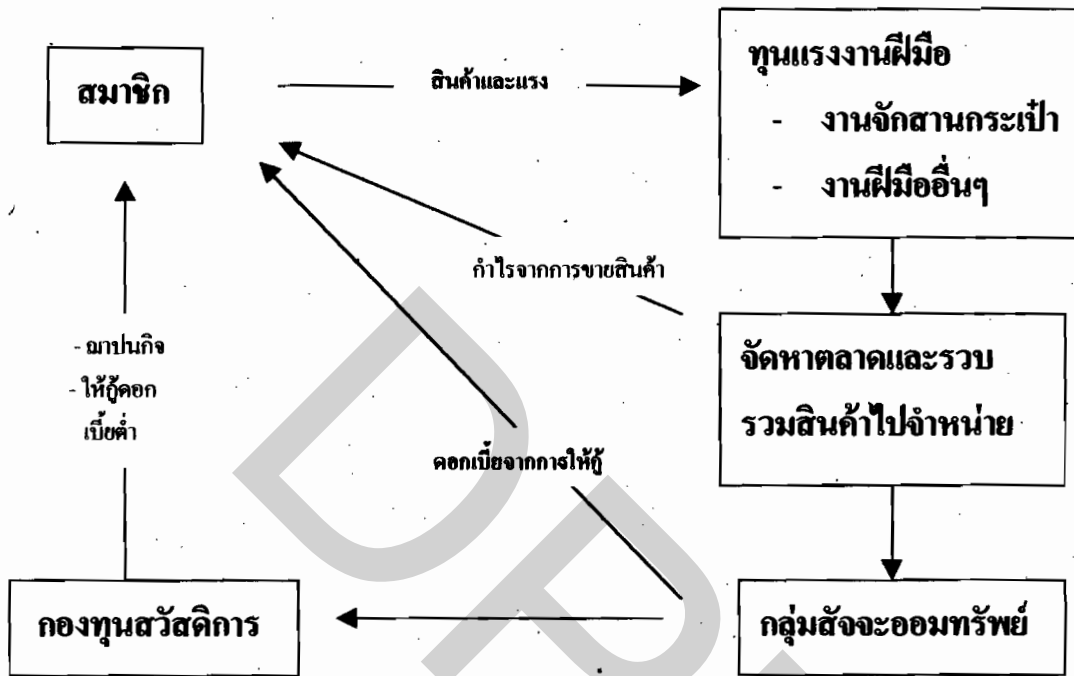 สมาชิก
สินค้าและแรง
ทุนแรงงานฝีมือ
- งานจักสานกระเป๋า
- งานฝีมืออื่นๆ
กำไรจากการขายสินค้า
- ฌาปนกิจ
- ให้กู้ดอก
เบี้ยต่ำ
จัดหาตลาดและรวบ
รวมสินค้าไปจำหน่าย
ดอกเบี้ยจากการให้กู้
กองทุนสวัสดิการ
กลุ่มสัจจะออมทรัพย์